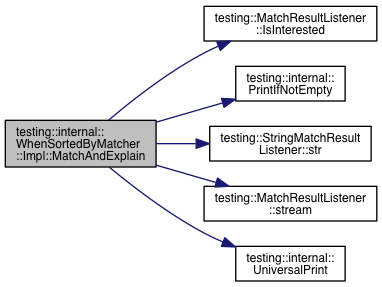 testing::MatchResultListener
::IsInterested
testing::internal::
PrintIfNotEmpty
testing::internal::
WhenSortedByMatcher
::Impl::MatchAndExplain
testing::StringMatchResult
Listener::str
testing::MatchResultListener
::stream
testing::internal::
UniversalPrint